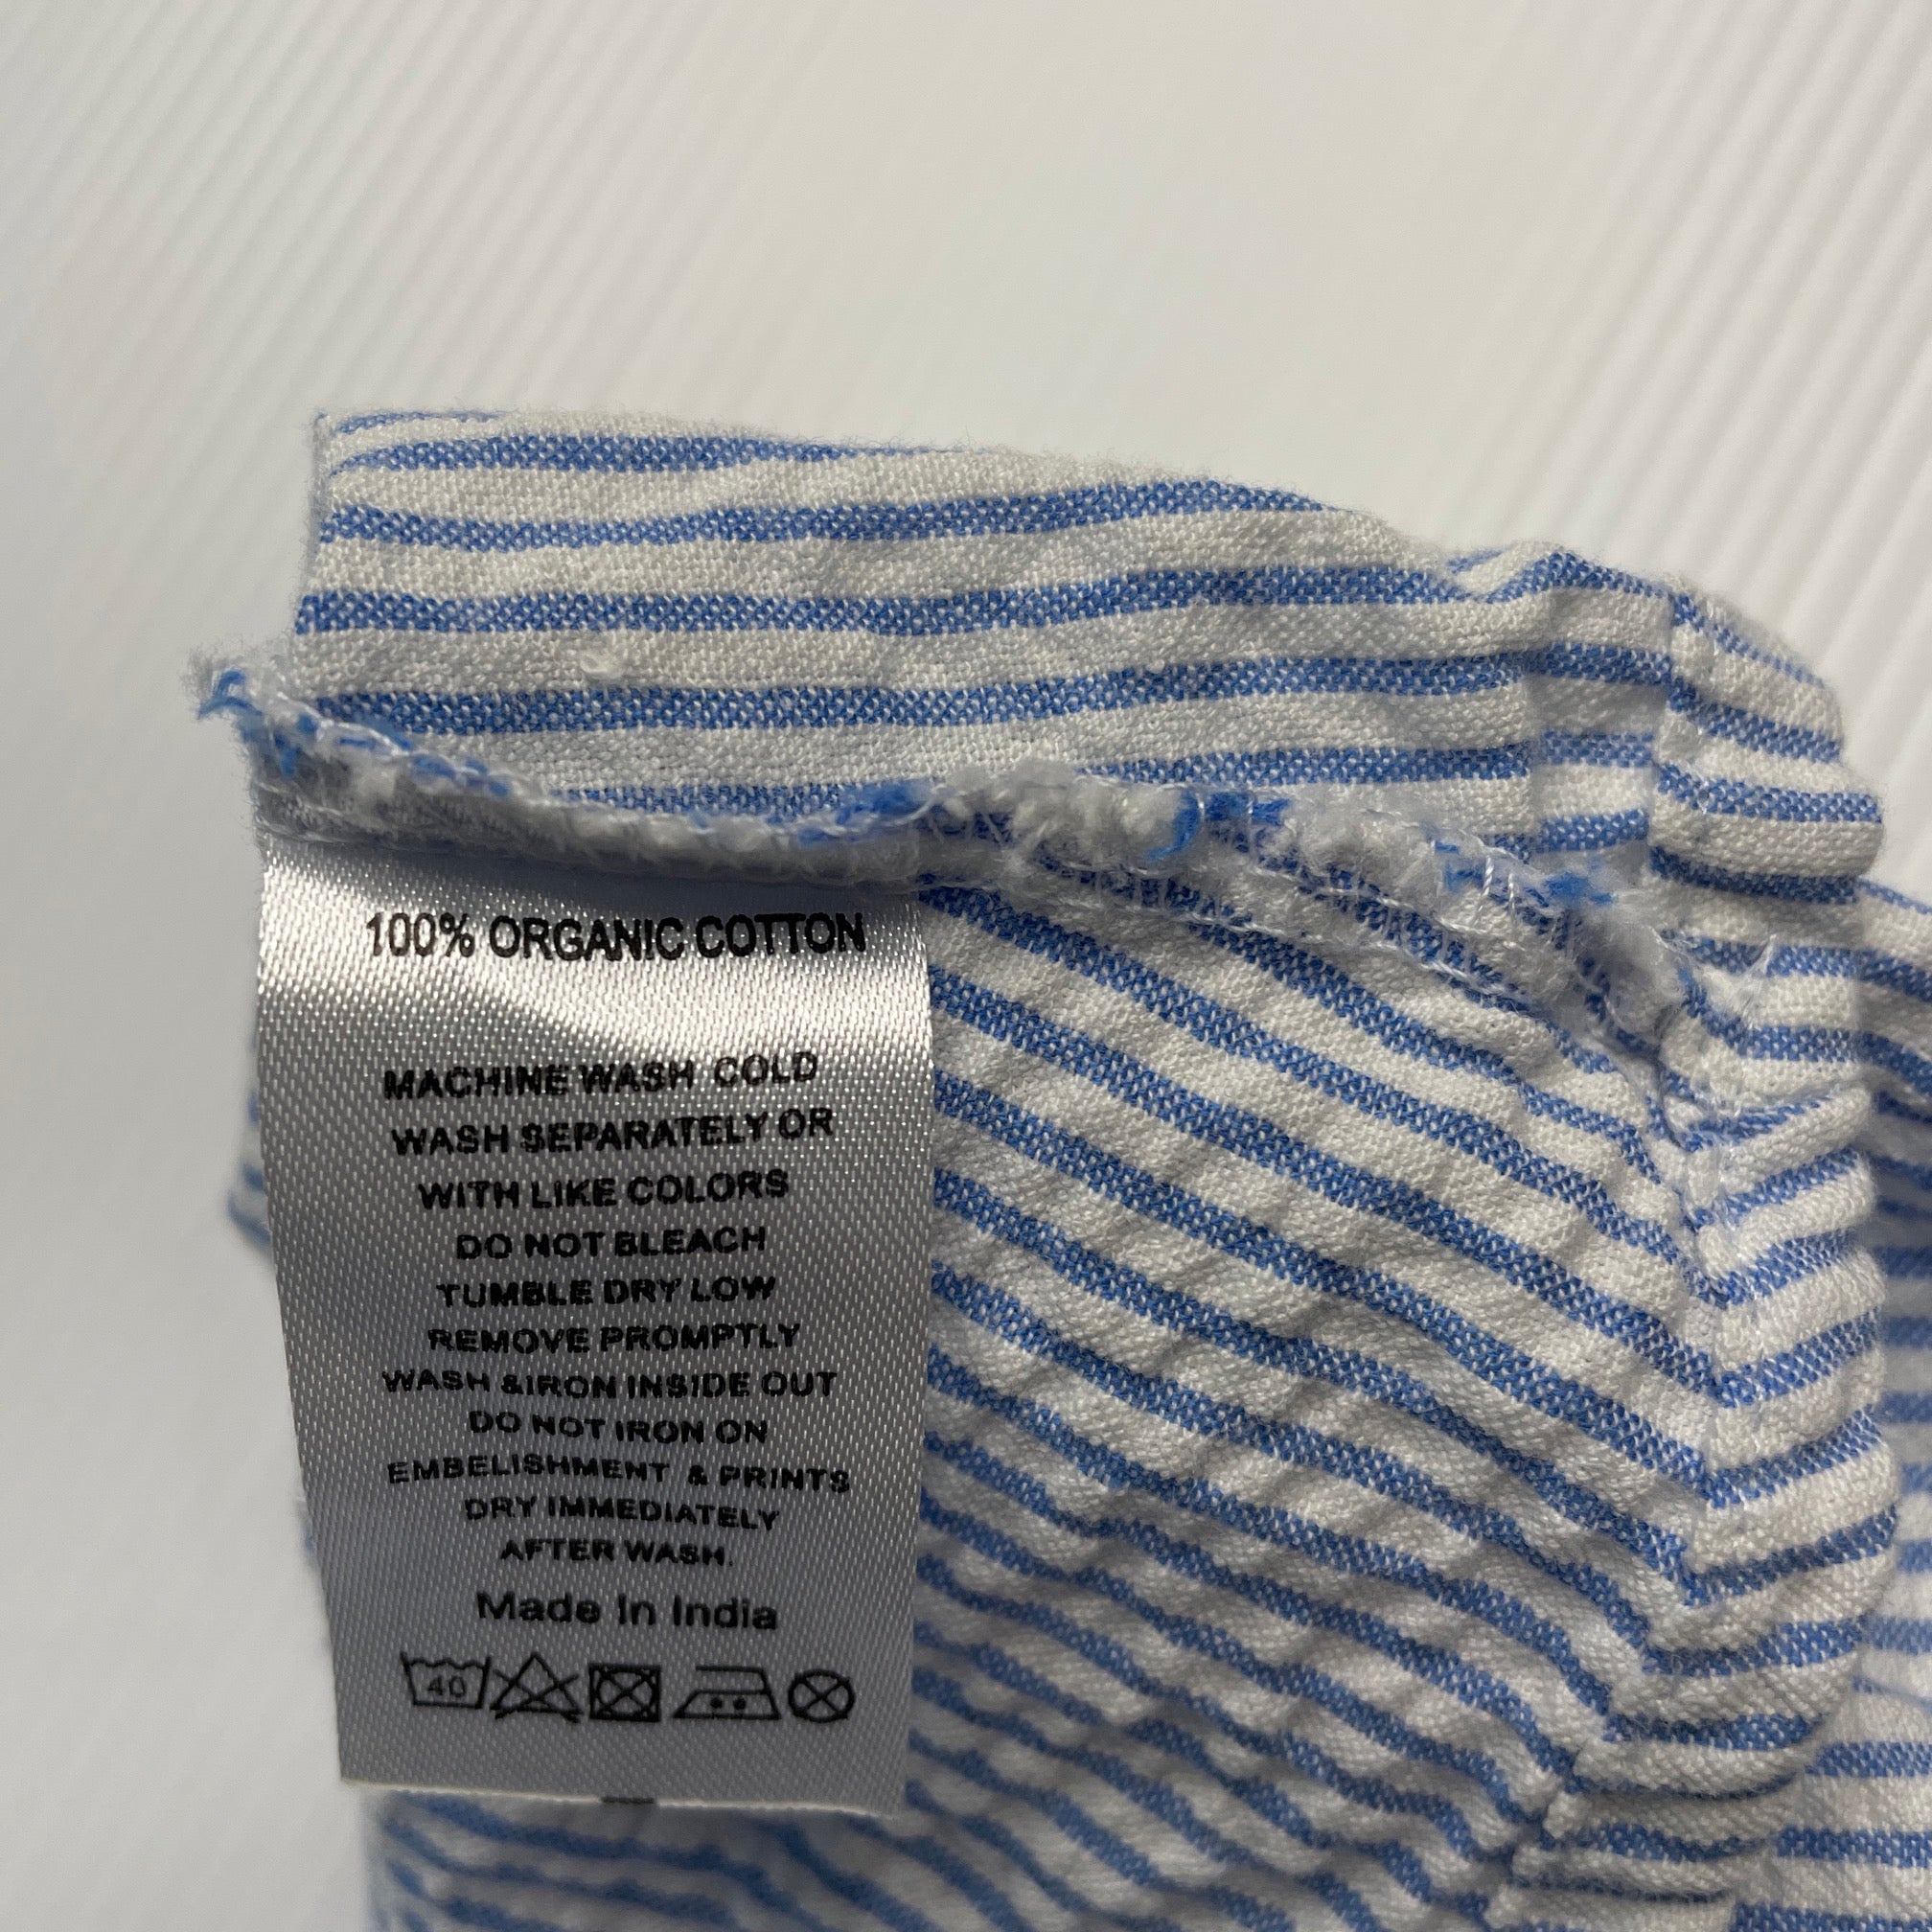 100% ORGANIC COTTON
MACHINE WASH COLD
WASH SEPARATELY OR
WITH LIKE COLORS
DO NOT BLEACH
TUMBLE DRY LOW
REMOVE PROMPTLY
WASH &IRON INSIDE OUT
DO NOT IRON ON
EMBELISHMENT & PRINTS
DRY IMMEDIATELY
AFTER WASH.
Made In India
40